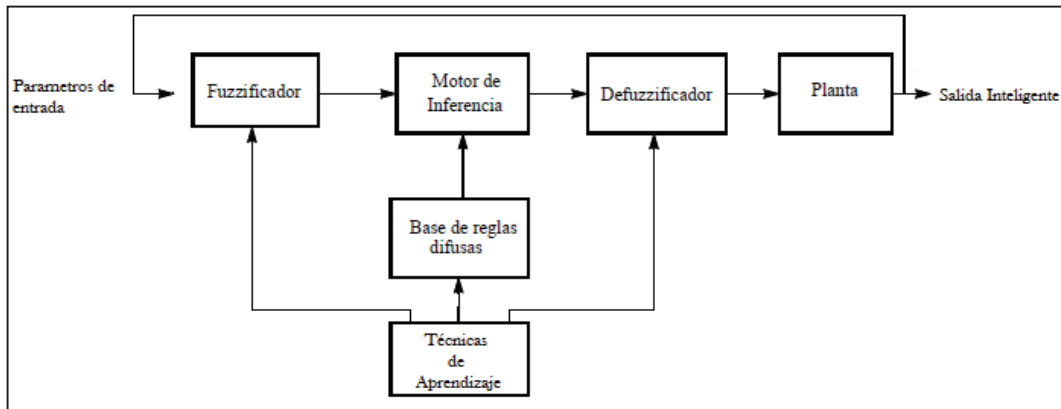 Parametros de
entrada
Fuzzificador
Motor de
Inferencia
Defuzzificador
Planta
Salida Inteligente
Base de reglas
difusas
Técnicas
de
Aprendizaje